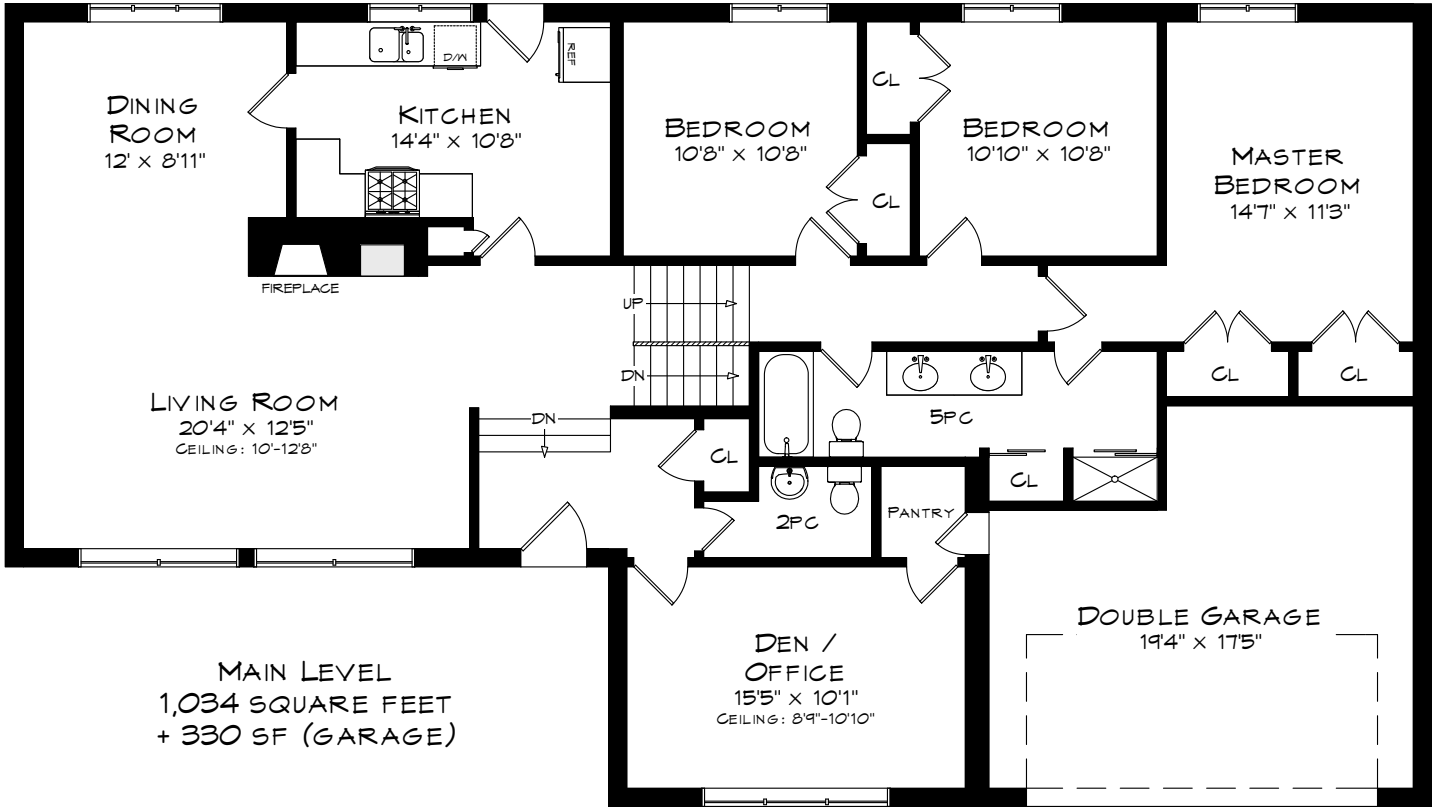 DINING
ROOM
12' x 8'11"
D/W
REF
KITCHEN
14'4" x 10'8"
BEDROOM
10'8" x 10'8"
CL
CL
BEDROOM
10'10" x 10'8"
MASTER
BEDROOM
14'7" x 11'3"
FIREPLACE
UP
DN
LIVING ROOM
20'4" x 12'5"
CEILING: 10'-12'8"
DN
CL
5PC
CL
CL
CL
2PC
PANTRY
DEN /
OFFICE
15'5" x 10'1"
CEILING: 8'9"-10'10"
DOUBLE GARAGE
19'4" x 17'5"
MAIN LEVEL
1,034 SQUARE FEET
+ 330 SF (GARAGE)